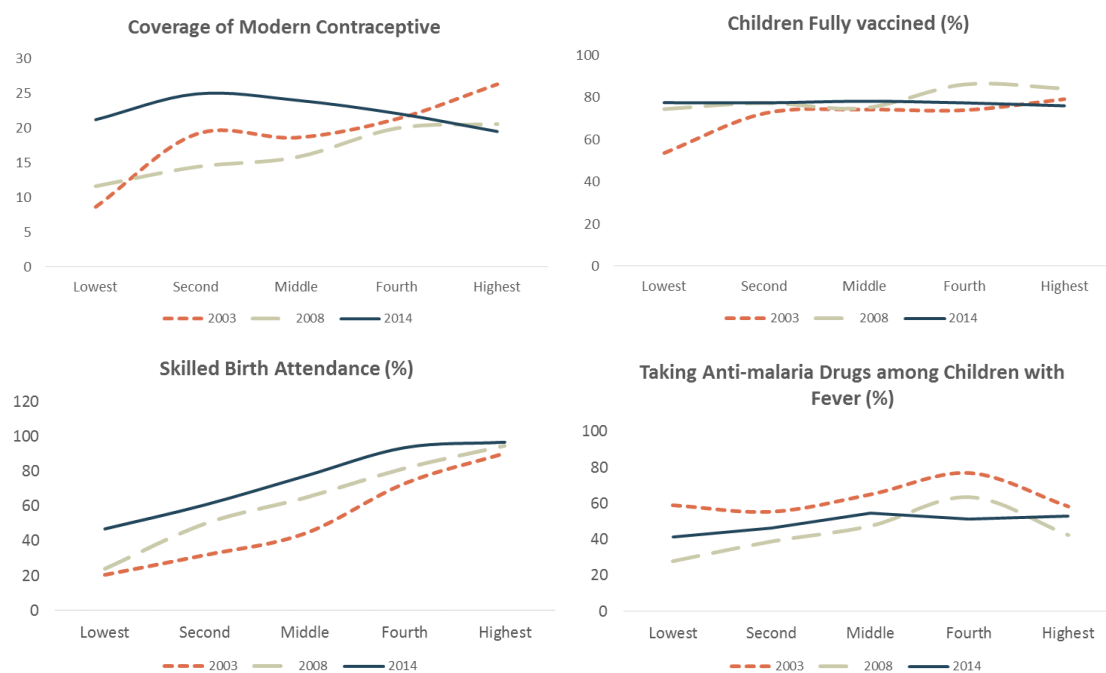 Coverage of Modern Contraceptive
30
25
20
15
10
5
0
Lowest Second Middle Fourth Highest
2003 2008 2014
Children Fully vaccined (%)
100
80
60
40
20
0
Lowest Second Middle Fourth Highest
2003 2008 2014
Skilled Birth Attendance (%)
120
100
80
60
40
20
0
Lowest Second Middle Fourth Highest
2003 2008 2014
Taking Anti-malaria Drugs among Children with
Fever (%)
100
80
60
40
20
0
Lowest Second Middle Fourth Highest
2003 2008 2014